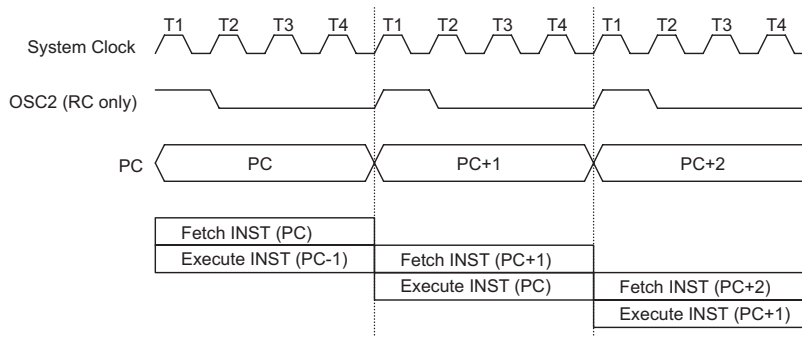 T1 T2 T3 T4 T1 T2 T3 T4 T1 T2 T3 T4
System Clock
OSC2 (RC only)
PC PC PC+1 PC+2
Fetch INST (PC)
Execute INST (PC-1) Fetch INST (PC+1)
Execute INST (PC) Fetch INST (PC+2)
Execute INST (PC+1)